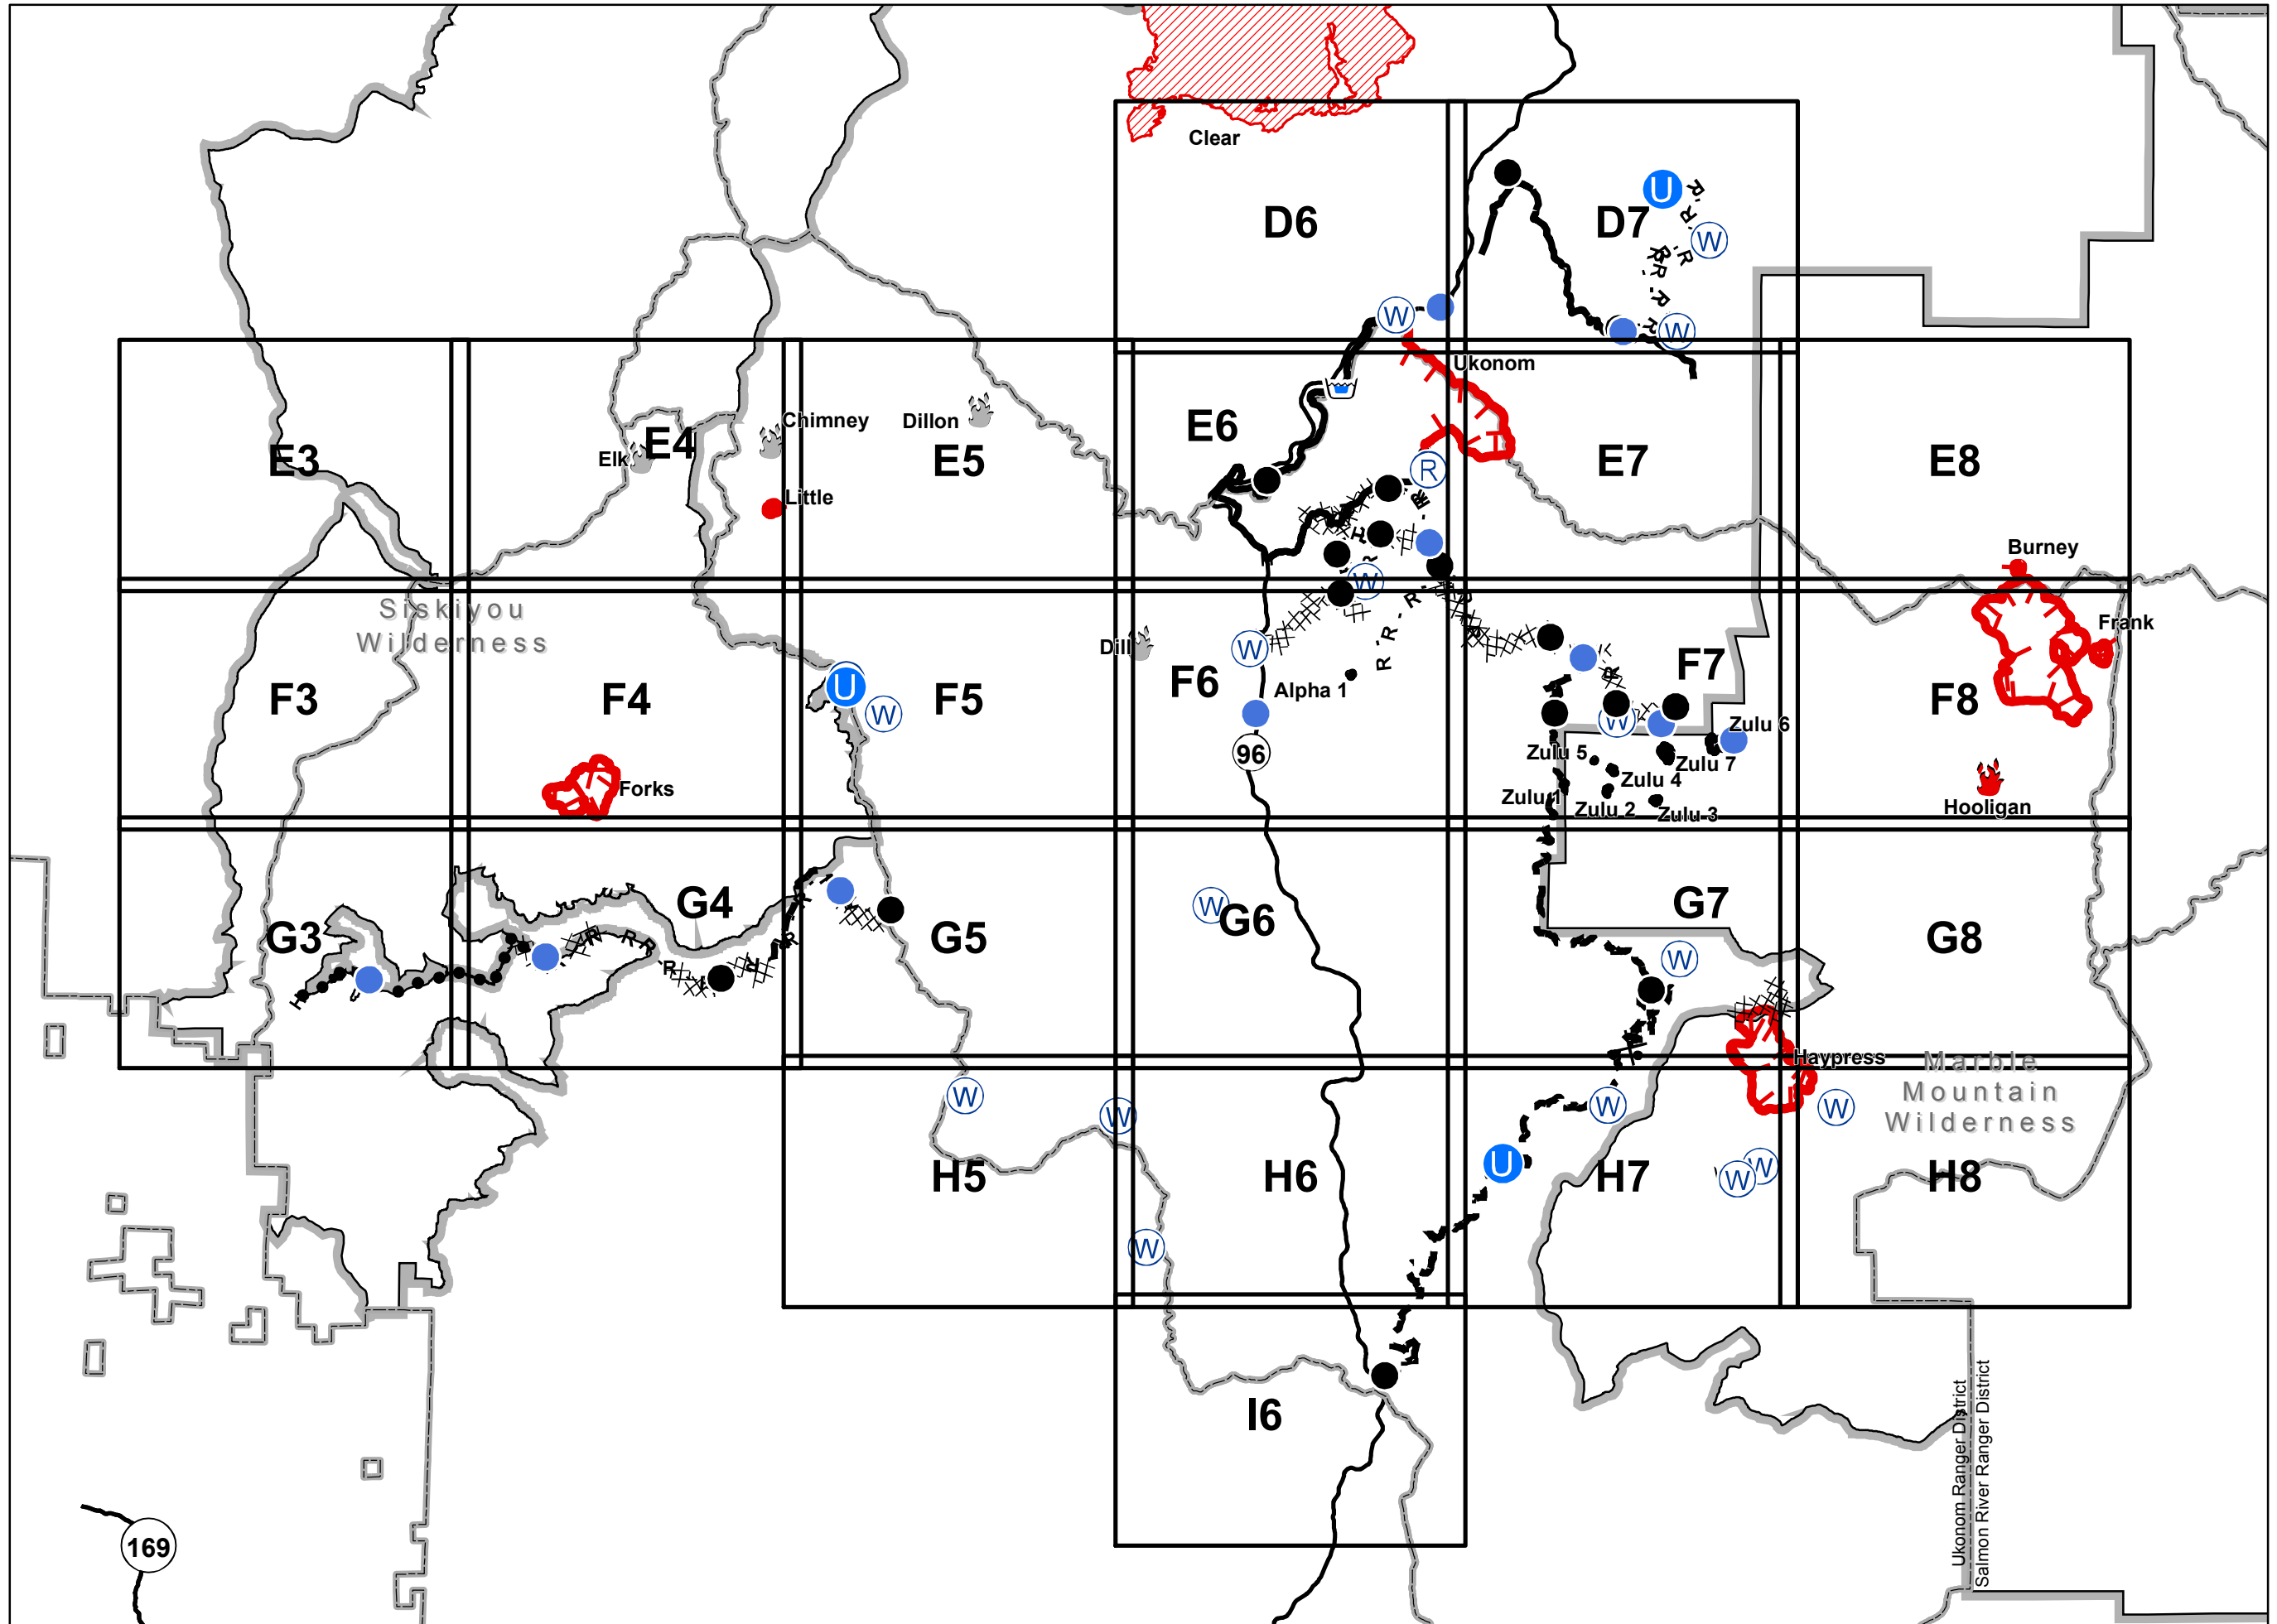 Clear
D6
D7
U
R
R
R
W
R
R
R
R
R
R
W
W
Ukonom
E3
Elk
E4
Chimney
Little
Dillon
E5
E6
R
E7
E8
R
R
H
R
W
Burney
Siskiyou
Wilderness
F3
F4
Forks
U
W
F5
Dill
F6
W
Alpha 1
96
R
R
R
R
R
R
F7
W
Zulu 6
Zulu 5
Zulu 7
Zulu 4
Zulu 1
Zulu 2
Zulu 3
F8
Frank
Hooligan
G3
H
G4
R
R
R
R
R
R
R
R
G5
W
G6
G7
W
G8
Haypress
Marble
Mountain
Wilderness
W
W
W
H5
H6
U
W
H7
W
W
W
H8
I6
Ukonom Ranger District
Salmon River Ranger District
169